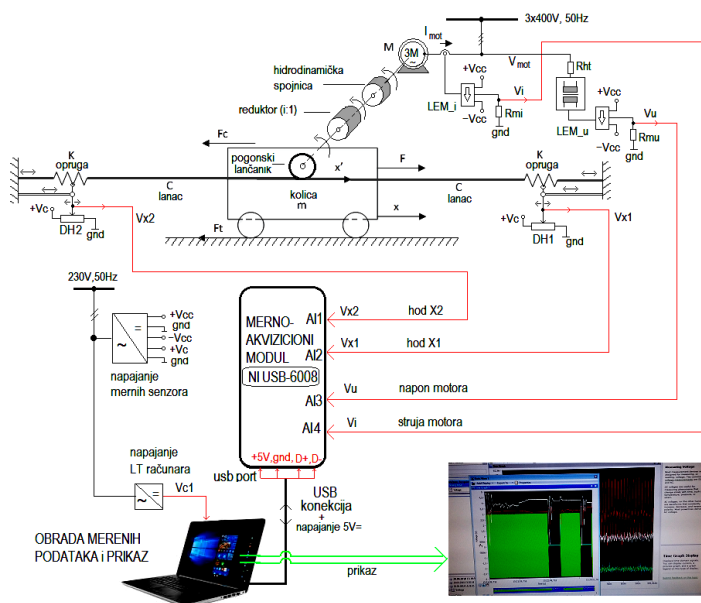 3x400V, 50Hz
I mot
M
3M
~
V mot
Rht
hidrodinamička
spojnica
+Vcc
Vi
LEM_i
Rmi
−Vcc
gnd
+Vcc
Vu
LEM_u
Rmu
−Vcc
gnd
reduktor (i:1)
Fc
K
opruga
pogonski
lančanik
x'
F
K
opruga
C
lanac
kolica
m
C
lanac
x
+Vc
DH2
gnd
Vx2
Ft
+Vc
DH1
gnd
Vx1
230V,50Hz
+Vcc
gnd
−Vcc
+Vc
gnd
=
~
napajanje
mernih senzora
MERNO-
AKVIZICIONI
MODUL
NI USB-6008
AI1
Vx2
hod X2
AI2
Vx1
hod X1
AI3
Vu
napon motora
AI4
Vi
struja motora
+5V,gnd, D+,D-
usb port
napajanje
LT računara
=
~
Vc1
USB
konekcija
+
napajanje 5V=
OBRADA MERENIH
PODATAKA i PRIKAZ
prikaz